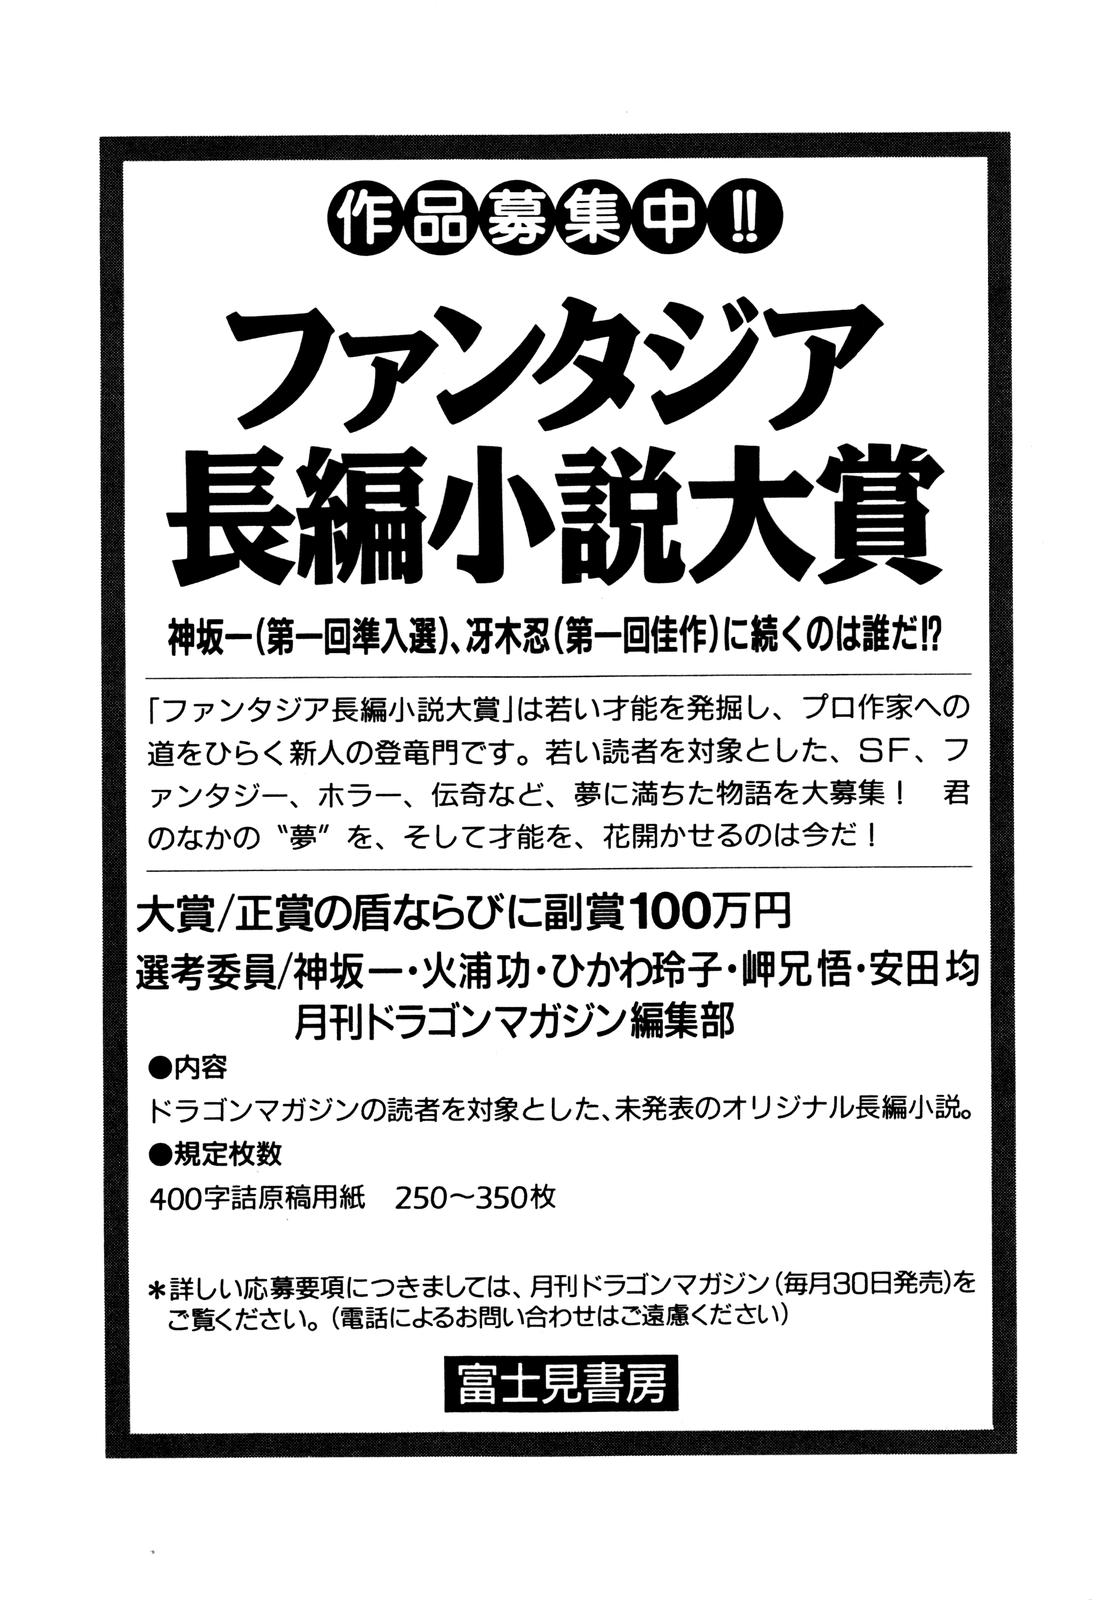 作品募集中!!
ファンタジア
長編小説大賞
神坂一(第一回準入選)、冴木忍(第一回佳作)に続くのは誰だ!?
「ファンタジア長編小説大賞」は若い才能を発掘し、プロ作家への
道をひらく新人の登竜門です。若い読者を対象とした、SF、フ
ァンタジー、ホラー、伝奇など、夢に満ちた物語を大募集！　君
のなかの〝夢〟を、そして才能を、花開かせるのは今だ！
大賞/正賞の盾ならびに副賞100万円
選考委員/神坂一・火浦功・ひかわ玲子・岬兄悟・安田均
月刊ドラゴンマガジン編集部
●内容
ドラゴンマガジンの読者を対象とした、未発表のオリジナル長編小説。
●規定枚数
400字詰原稿用紙　250〜350枚
＊詳しい応募要項につきましては、月刊ドラゴンマガジン(毎月30日発売)を
ご覧ください。(電話によるお問い合わせはご遠慮ください)
富士見書房